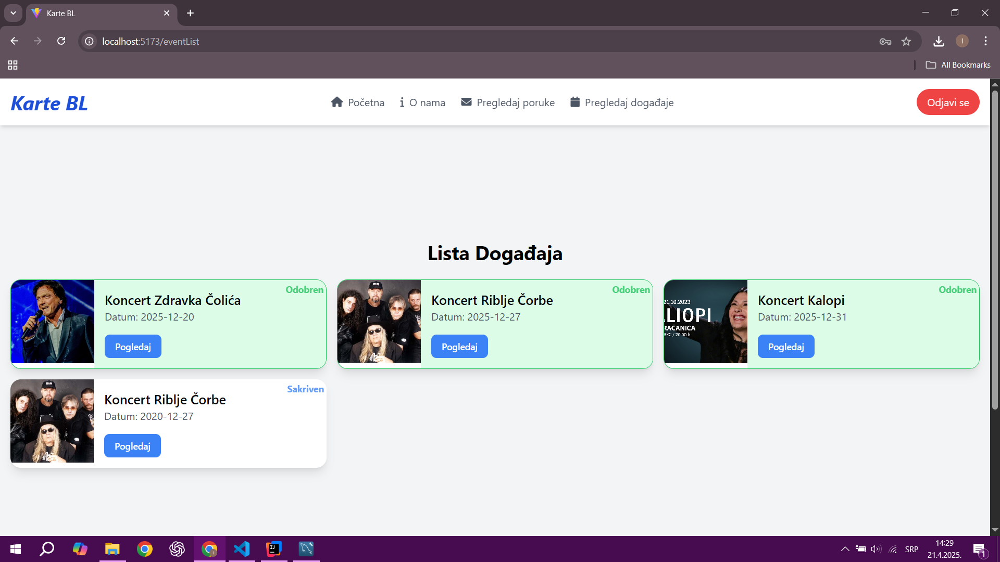 Karte BL
localhost:5173/eventList
All Bookmarks
Karte BL
Početna
O nama
Pregledaj poruke
Pregledaj događaje
Odjavi se
Lista Događaja
Odobren
Koncert Zdravka Čolića
Datum: 2025-12-20
Pogledaj
Odobren
Koncert Riblje Čorbe
Datum: 2025-12-27
Pogledaj
21.10.2023
LIOPI
RAČANICA
BKC / 20.00 h
Odobren
Koncert Kalopi
Datum: 2025-12-31
Pogledaj
Sakriven
Koncert Riblje Čorbe
Datum: 2020-12-27
Pogledaj
SRP
14:29
21.4.2025.
1